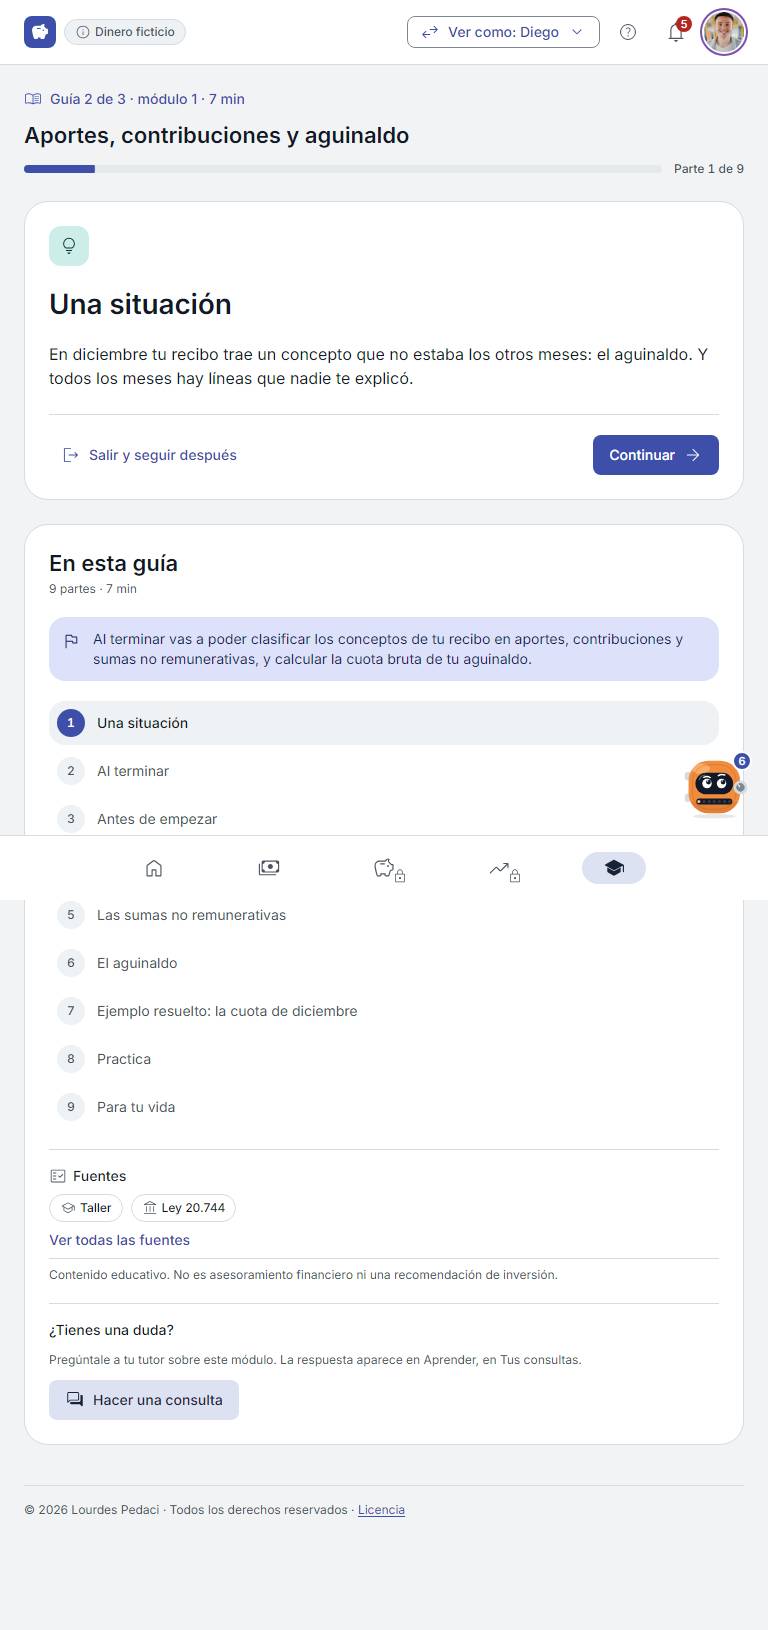 Dinero ficticio
Ver como: Diego
5
Guía 2 de 3 · módulo 1 · 7 min
Aportes, contribuciones y aguinaldo
Parte 1 de 9
Una situación
En diciembre tu recibo trae un concepto que no estaba los otros meses: el aguinaldo. Y
todos los meses hay líneas que nadie te explicó.
Salir y seguir después
Continuar
En esta guía
9 partes · 7 min
Al terminar vas a poder clasificar los conceptos de tu recibo en aportes, contribuciones y
sumas no remunerativas, y calcular la cuota bruta de tu aguinaldo.
1 Una situación
2 Al terminar
6
3 Antes de empezar
5 Las sumas no remunerativas
6 El aguinaldo
7 Ejemplo resuelto: la cuota de diciembre
8 Practica
9 Para tu vida
Fuentes
Taller
Ley 20.744
Ver todas las fuentes
Contenido educativo. No es asesoramiento financiero ni una recomendación de inversión.
¿Tienes una duda?
Pregúntale a tu tutor sobre este módulo. La respuesta aparece en Aprender, en Tus consultas.
Hacer una consulta
© 2026 Lourdes Pedaci · Todos los derechos reservados · Licencia